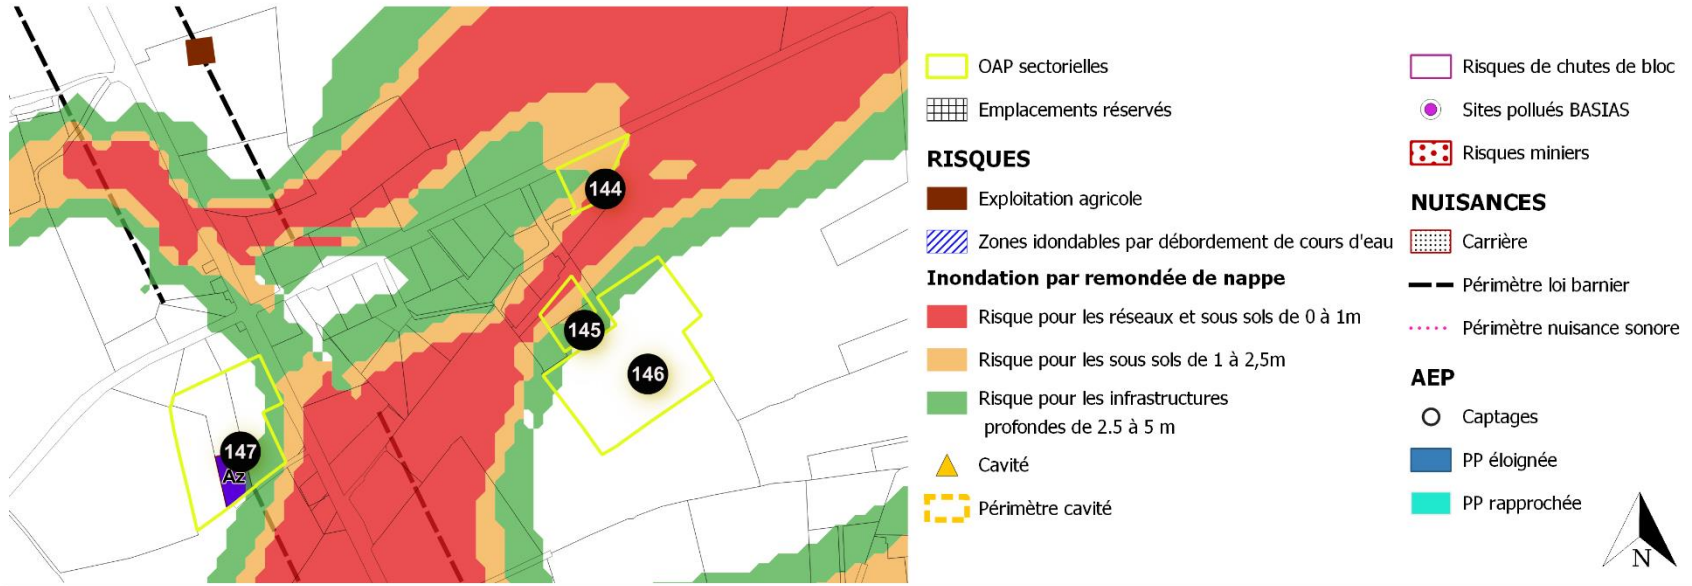 144
145
146
147
Az
OAP sectorielles
Emplacements réservés
RISQUES
Exploitation agricole
Zones idondables par débordement de cours d'eau
Inondation par remondée de nappe
Risque pour les réseaux et sous sols de 0 à 1m
Risque pour les sous sols de 1 à 2,5m
Risque pour les infrastructures
profondes de 2.5 à 5 m
Cavité
Périmètre cavité
Risques de chutes de bloc
Sites pollués BASIAS
Risques miniers
NUISANCES
Carrière
Périmètre loi barnier
Périmètre nuisance sonore
AEP
Captages
PP éloignée
PP rapprochée
N